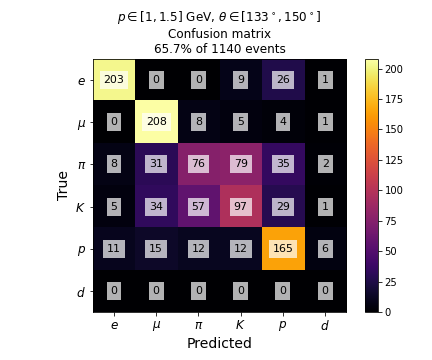 p ∈ [1, 1.5] GeV, θ ∈ [133°, 150°]
Confusion matrix
65.7% of 1140 events
e 203 0 0 9 26 1
μ 0 208 8 5 4 1
π 8 31 76 79 35 2
K 5 34 57 97 29 1
p 11 15 12 12 165 6
d 0 0 0 0 0 0
e μ π K p d
True
Predicted
200
175
150
125
100
75
50
25
0